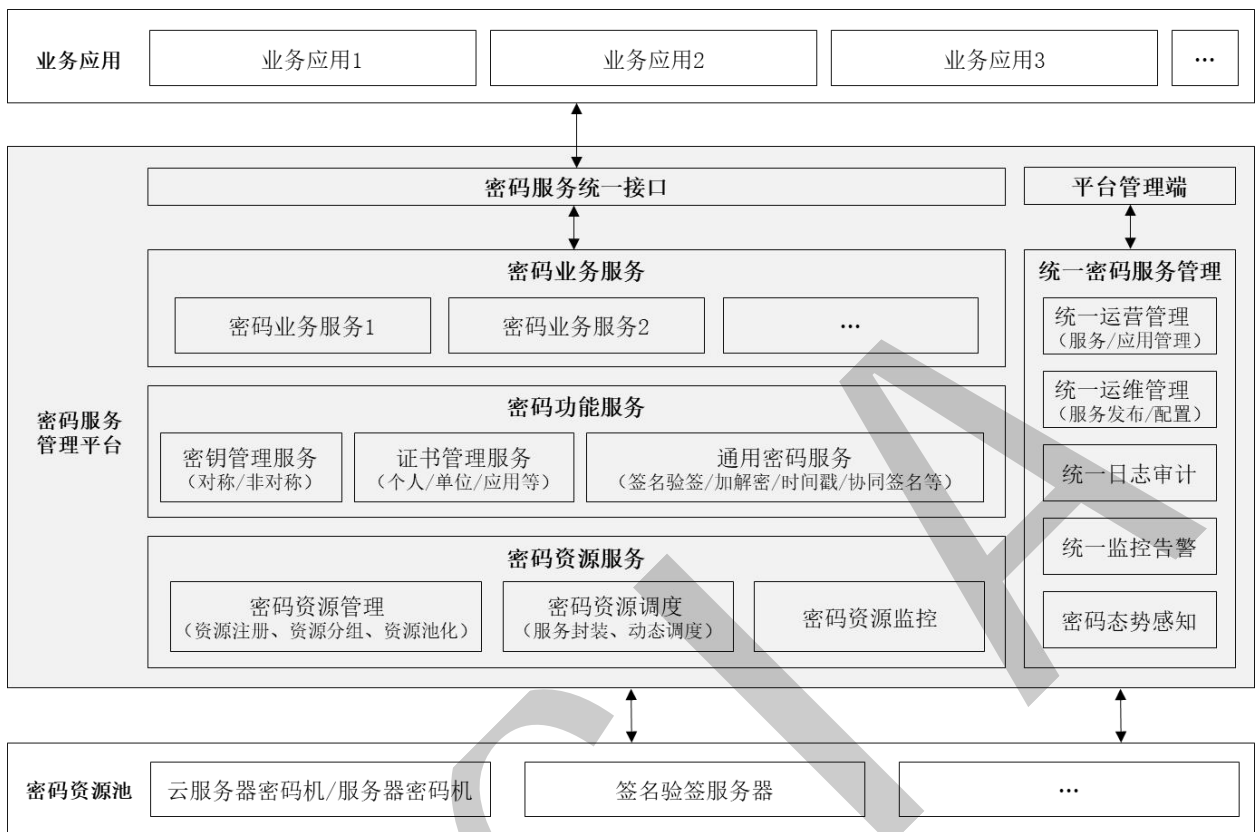 业务应用
业务应用1
业务应用2
业务应用3
…
密码服务统一接口
平台管理端
密码服务
管理平台
密码业务服务
密码业务服务1
密码业务服务2
…
密码功能服务
密钥管理服务
（对称/非对称）
证书管理服务
（个人/单位/应用等）
通用密码服务
（签名验签/加解密/时间戳/协同签名等）
密码资源服务
密码资源管理
（资源注册、资源分组、资源池化）
密码资源调度
（服务封装、动态调度）
密码资源监控
统一密码服务管理
统一运营管理
（服务/应用管理）
统一运维管理
（服务发布/配置）
统一日志审计
统一监控告警
密码态势感知
密码资源池
云服务器密码机/服务器密码机
签名验签服务器
…